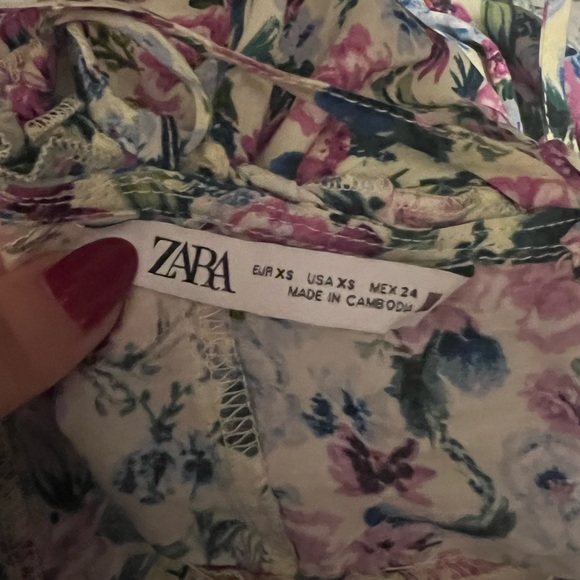 ZARA
EUR XS USA XS MEX 24
MADE IN CAMBODIA